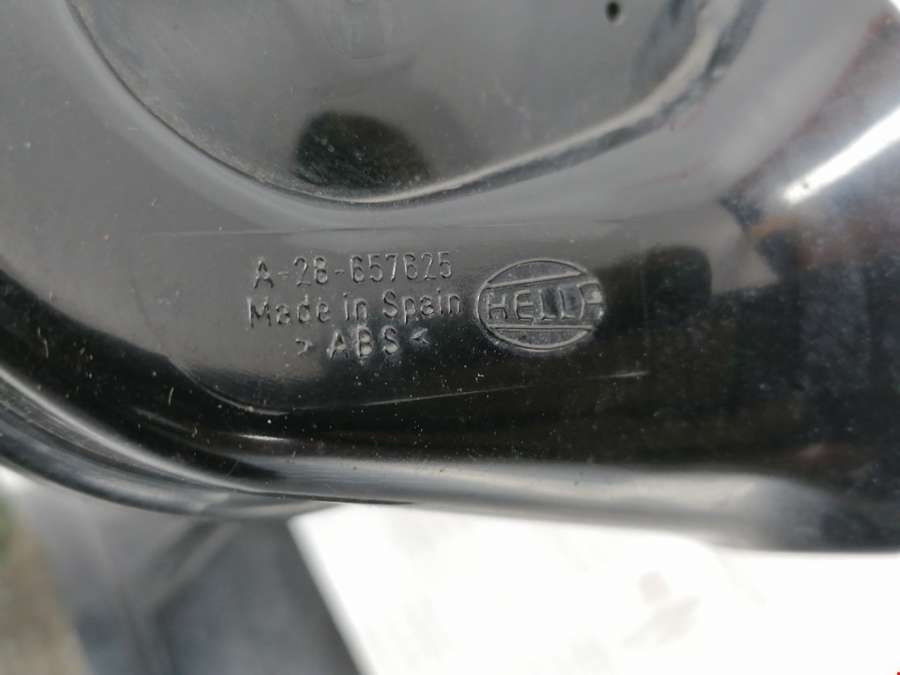 A-28-657625
Made in Spain
>ABS<
HELLA